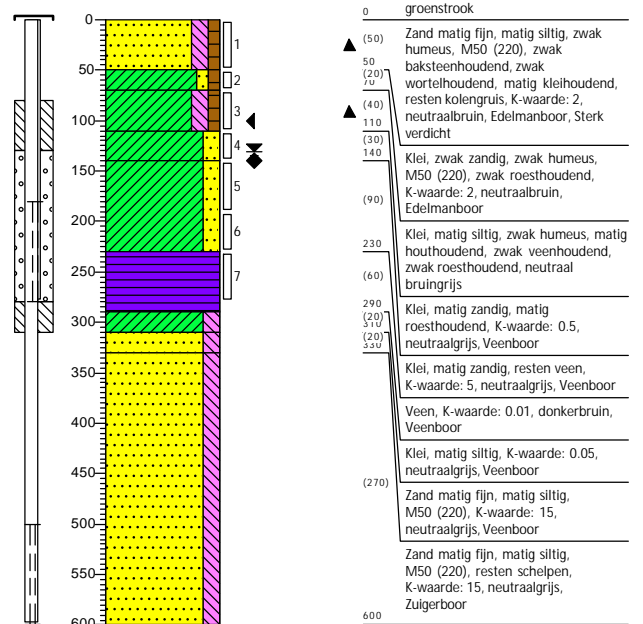 0
50
100
150
200
250
300
350
400
450
500
550
600
1
2
3
4
5
6
7
0
(50)
50
(20)
70
(40)
110
(30)
140
(90)
230
(60)
290
(20)
310
(20)
330
(270)
600
groenstrook
Zand matig fijn, matig siltig, zwak
humeus, M50 (220), zwak
baksteenhoudend, zwak
wortelhoudend, matig kleihoudend,
resten kolengruis, K-waarde: 2,
neutraalbruin, Edelmanboor, Sterk
verdicht
Klei, zwak zandig, zwak humeus,
M50 (220), zwak roesthoudend,
K-waarde: 2, neutraalbruin,
Edelmanboor
Klei, matig siltig, zwak humeus, matig
houthoudend, zwak veenhoudend,
zwak roesthoudend, neutraal
bruingrijs
Klei, matig zandig, matig
roesthoudend, K-waarde: 0.5,
neutraalgrijs, Veenboor
Klei, matig zandig, resten veen,
K-waarde: 5, neutraalgrijs, Veenboor
Veen, K-waarde: 0.01, donkerbruin,
Veenboor
Klei, matig siltig, K-waarde: 0.05,
neutraalgrijs, Veenboor
Zand matig fijn, matig siltig,
M50 (220), K-waarde: 15,
neutraalgrijs, Veenboor
Zand matig fijn, matig siltig,
M50 (220), resten schelpen,
K-waarde: 15, neutraalgrijs,
Zuigerboor